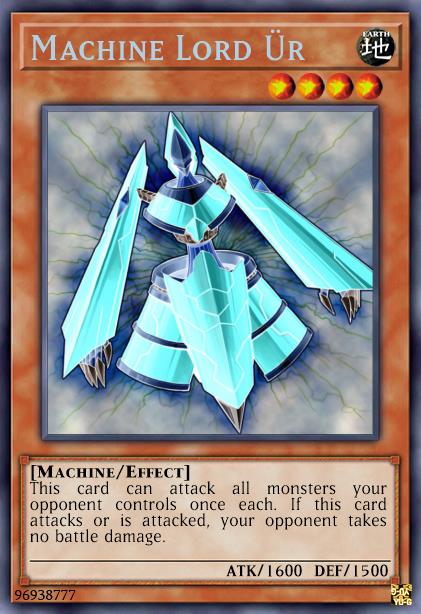 Machine Lord Ür
EARTH
地
[Machine/Effect]
This card can attack all monsters your
opponent controls once each. If this card
attacks or is attacked, your opponent takes
no battle damage.
ATK/1600 DEF/1500
96938777